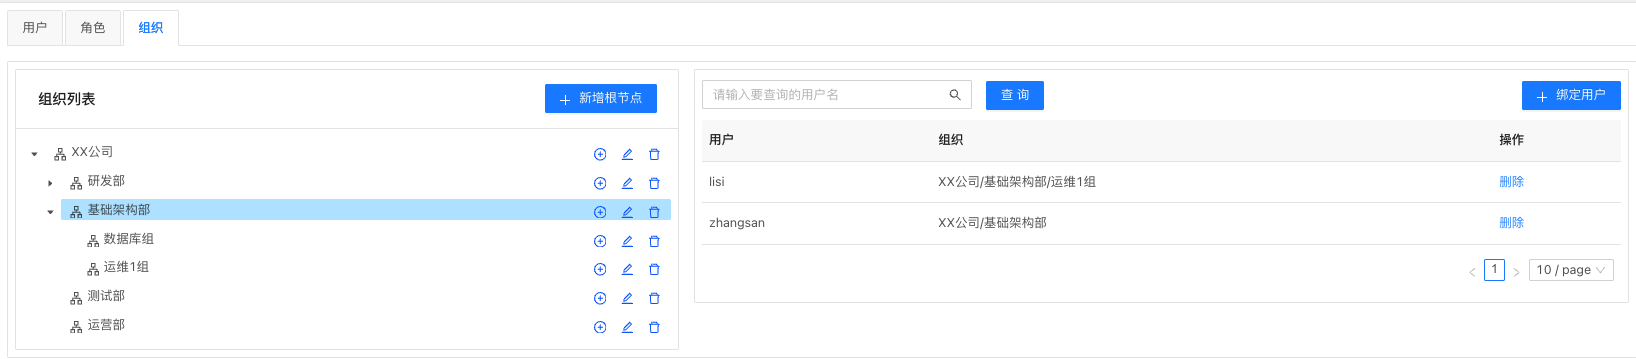 用户 角色 组织
组织列表
新增根节点
XX公司
研发部
基础架构部
数据库组
运维1组
测试部
运营部
请输入要查询的用户名
查 询
绑定用户
用户 组织 操作
lisi XX公司/基础架构部/运维1组 删除
zhangsan XX公司/基础架构部 删除
1 10 / page